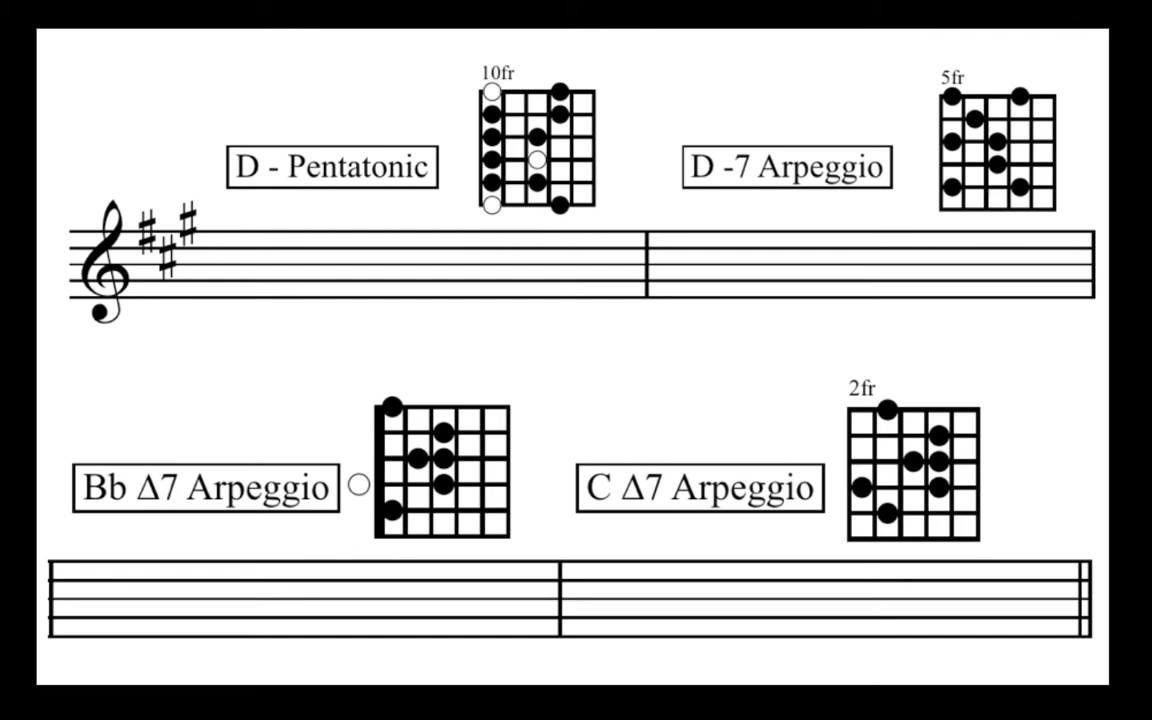 10fr
5fr
D - Pentatonic
D -7 Arpeggio
2fr
Bb Δ7 Arpeggio
C Δ7 Arpeggio